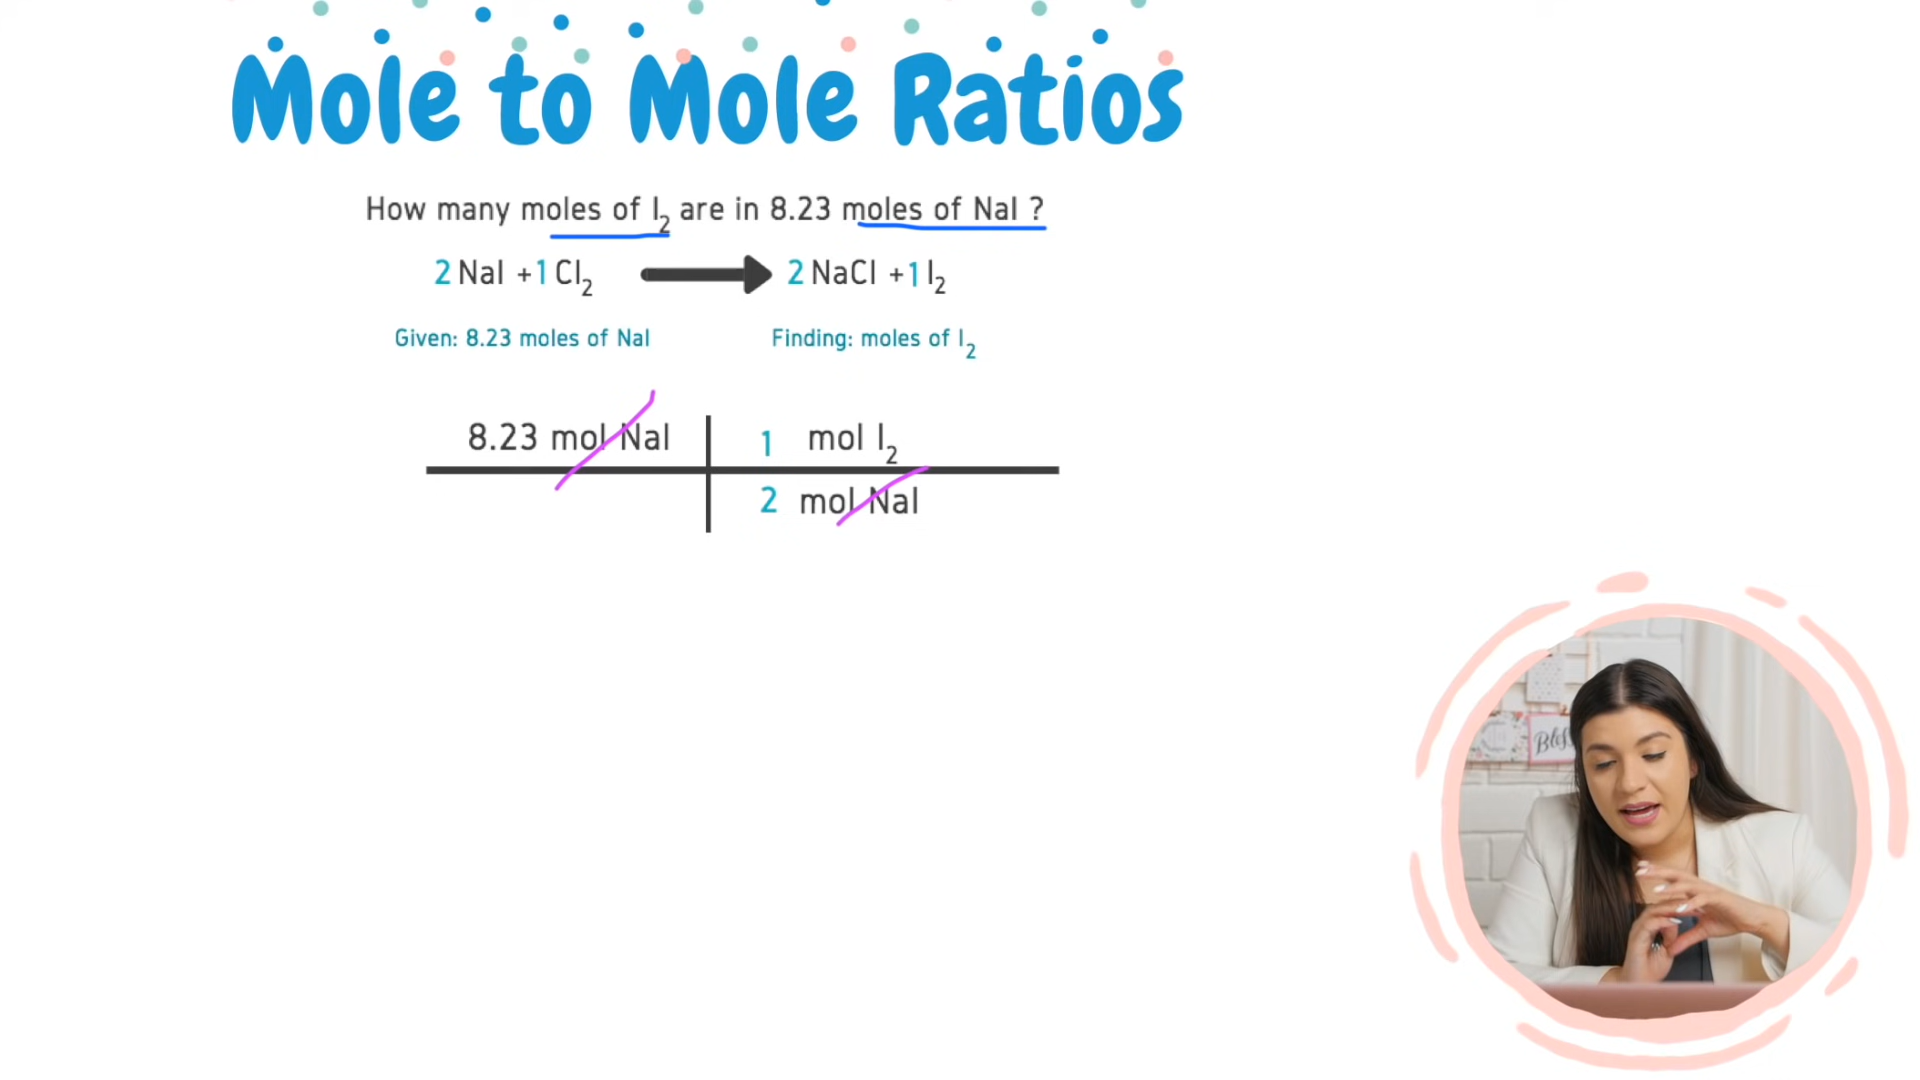 Mole to Mole Ratios
How many moles of I₂ are in 8.23 moles of NaI ?
2 NaI + 1 Cl₂ → 2 NaCl + 1 I₂
Given: 8.23 moles of NaI
Finding: moles of I₂
8.23 mol NaI
1 mol I₂
2 mol NaI